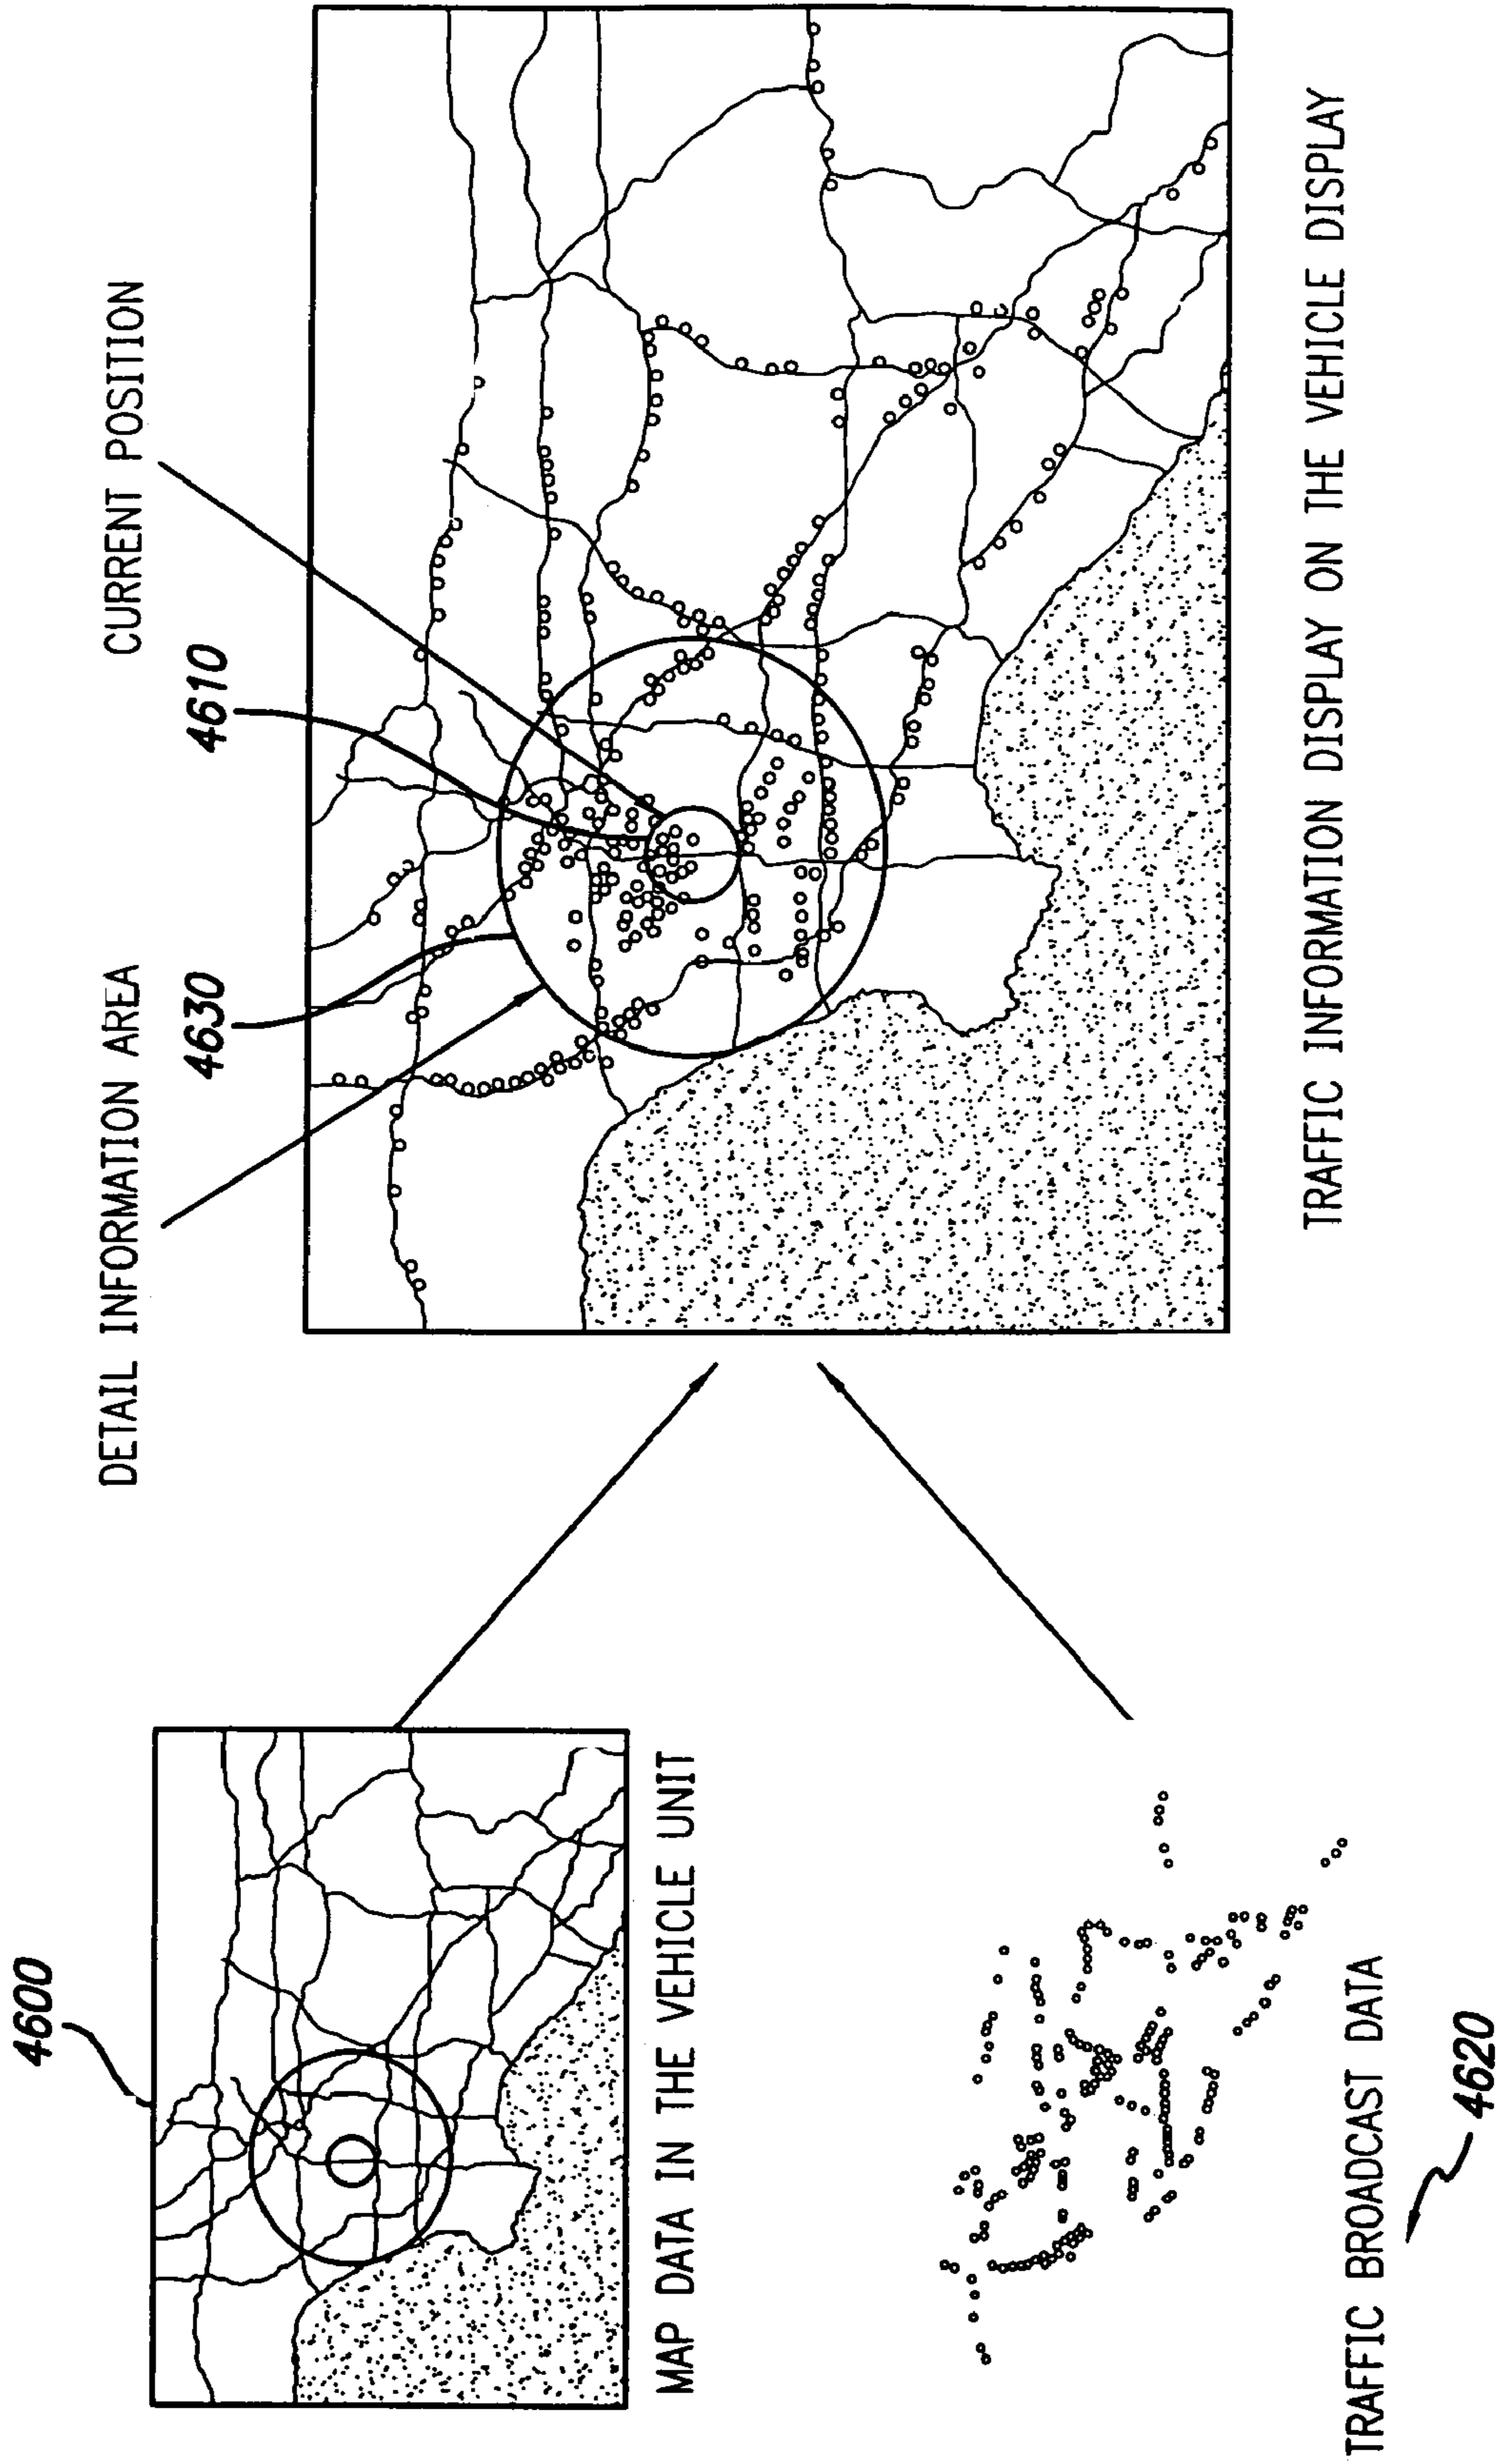 4600
MAP DATA IN THE VEHICLE UNIT
TRAFFIC BROADCAST DATA
4620
DETAIL INFORMATION AREA
4630
4610
CURRENT POSITION
TRAFFIC INFORMATION DISPLAY ON THE VEHICLE DISPLAY